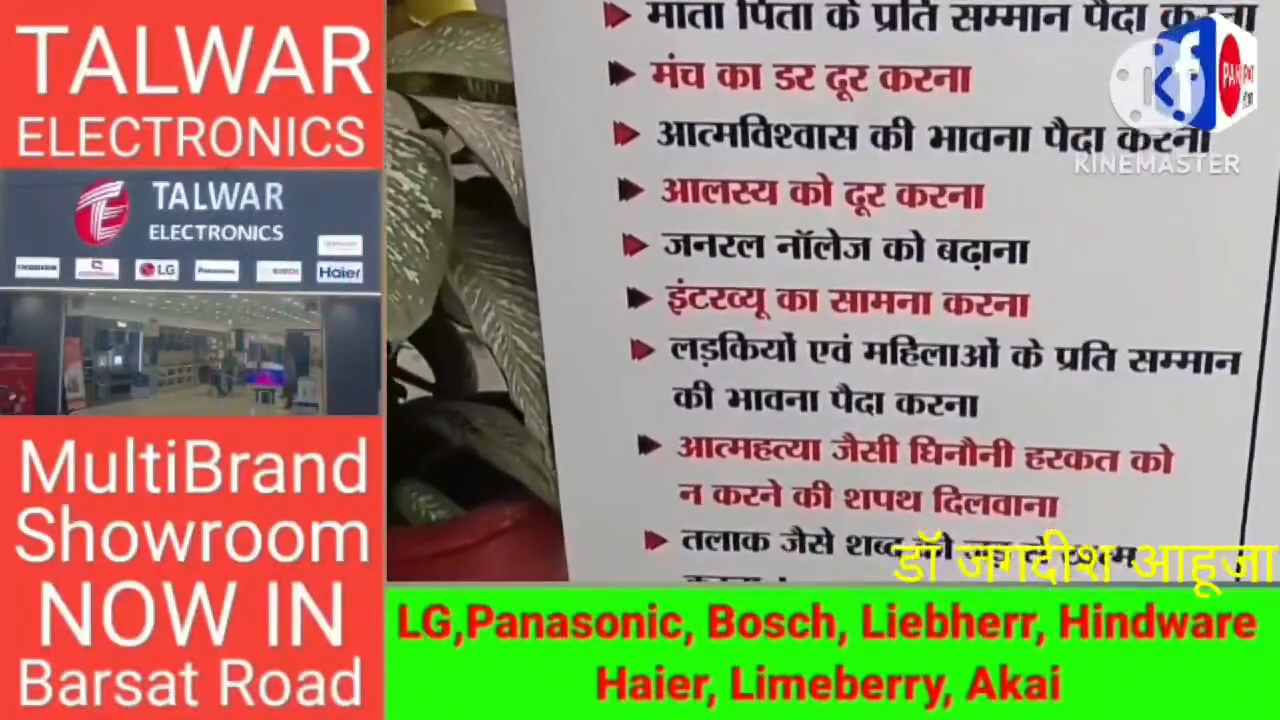 TALWAR
ELECTRONICS
TALWAR
ELECTRONICS
LG
Panasonic
BOSCH
Haier
MultiBrand
Showroom
NOW IN
Barsat Road
माता पिता के प्रति सम्मान पैदा करना
मंच का डर दूर करना
आत्मविश्वास की भावना पैदा करना
KINEMASTER
आलस्य को दूर करना
जनरल नॉलेज को बढ़ाना
इंटरव्यू का सामना करना
लड़कियों एवं महिलाओं के प्रति सम्मान
की भावना पैदा करना
आत्महत्या जैसी घिनौनी हरकत को
न करने की शपथ दिलवाना
तलाक जैसे शब्द
डॉ जगदीश आहूजा
LG,Panasonic, Bosch, Liebherr, Hindware
Haier, Limeberry, Akai